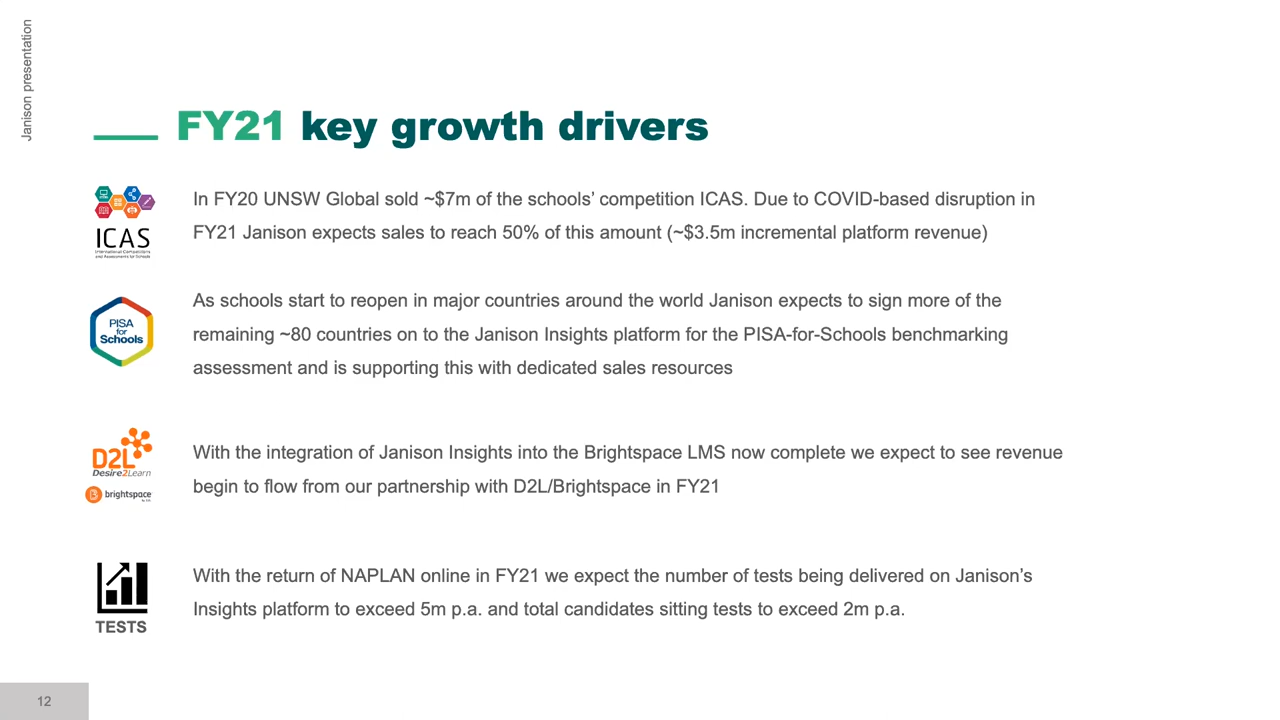 Janison presentation
FY21 key growth drivers
ICAS
International Competitions
and Assessments for Schools
In FY20 UNSW Global sold ~$7m of the schools’ competition ICAS. Due to COVID-based disruption in
FY21 Janison expects sales to reach 50% of this amount (~$3.5m incremental platform revenue)
PISA
for
Schools
As schools start to reopen in major countries around the world Janison expects to sign more of the
remaining ~80 countries on to the Janison Insights platform for the PISA-for-Schools benchmarking
assessment and is supporting this with dedicated sales resources
D2L
Desire2Learn
brightspace
With the integration of Janison Insights into the Brightspace LMS now complete we expect to see revenue
begin to flow from our partnership with D2L/Brightspace in FY21
TESTS
With the return of NAPLAN online in FY21 we expect the number of tests being delivered on Janison’s
Insights platform to exceed 5m p.a. and total candidates sitting tests to exceed 2m p.a.
12